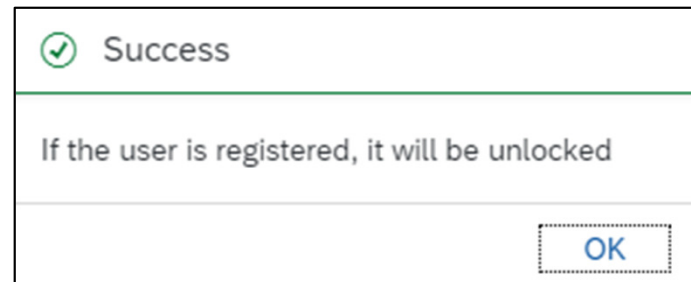 Success
If the user is registered, it will be unlocked
OK